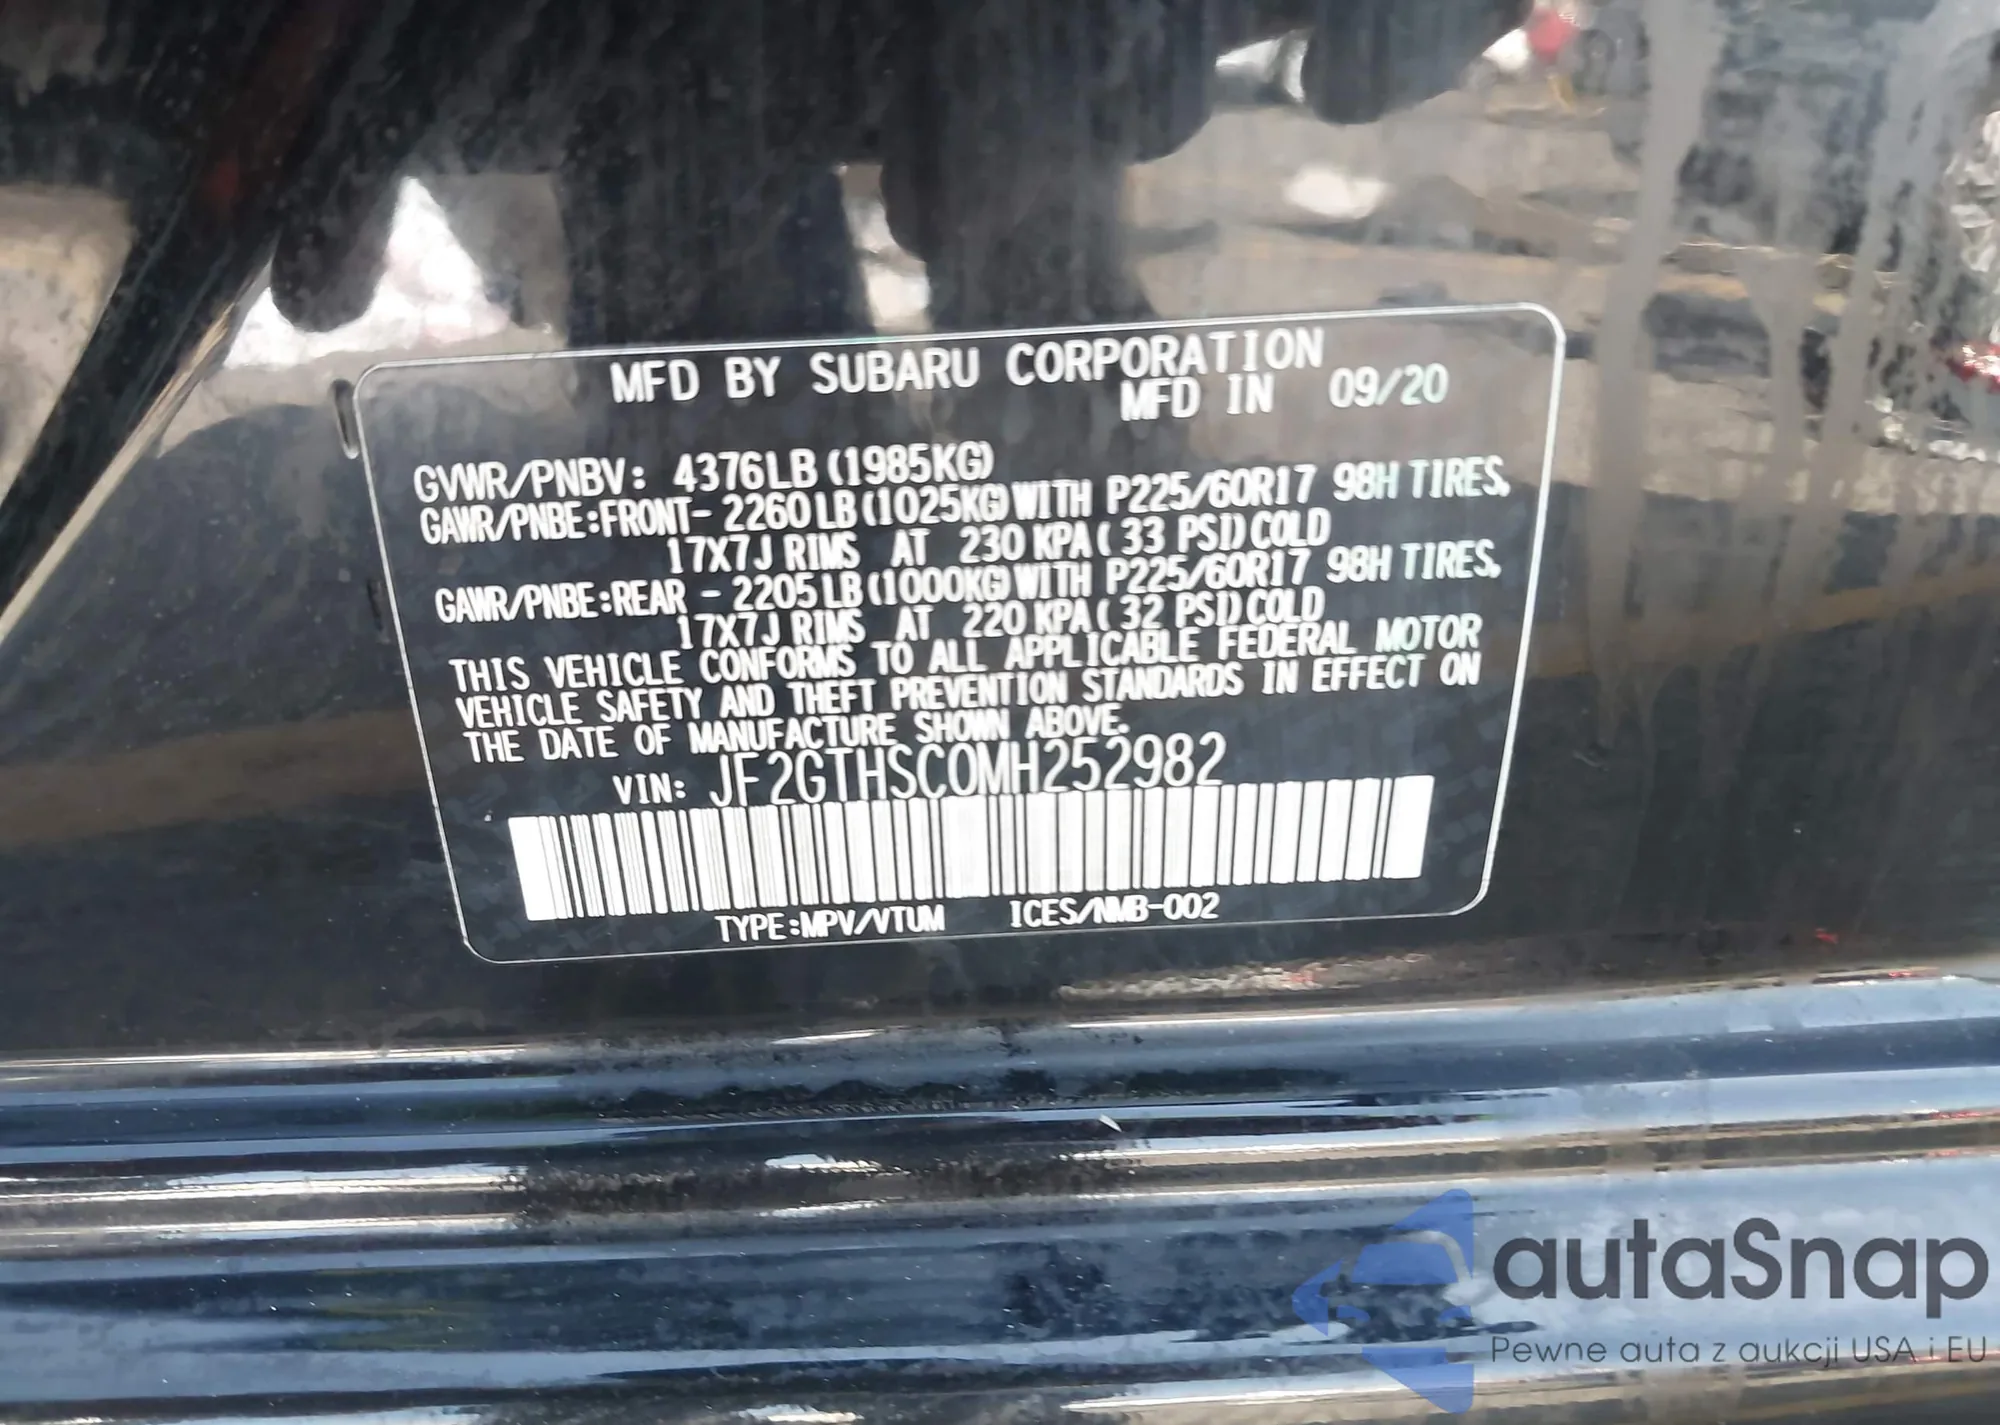 MFD BY SUBARU CORPORATION
MFD IN 09/20
GVWR/PNBV: 4376LB(1985KG)
GAWR/PNBE:FRONT- 2260LB(1025KG)WITH P225/60R17 98H TIRES,
17X7J RIMS AT 230 KPA( 33 PSI)COLD
GAWR/PNBE:REAR - 2205LB(1000KG)WITH P225/60R17 98H TIRES,
17X7J RIMS AT 220 KPA( 32 PSI)COLD
THIS VEHICLE CONFORMS TO ALL APPLICABLE FEDERAL MOTOR
VEHICLE SAFETY AND THEFT PREVENTION STANDARDS IN EFFECT ON
THE DATE OF MANUFACTURE SHOWN ABOVE.
VIN: JF2GTHSC0MH252982
TYPE:MPV/VTUM ICES/NMB-002
autaSnap
Pewne auta z aukcji USA i EU